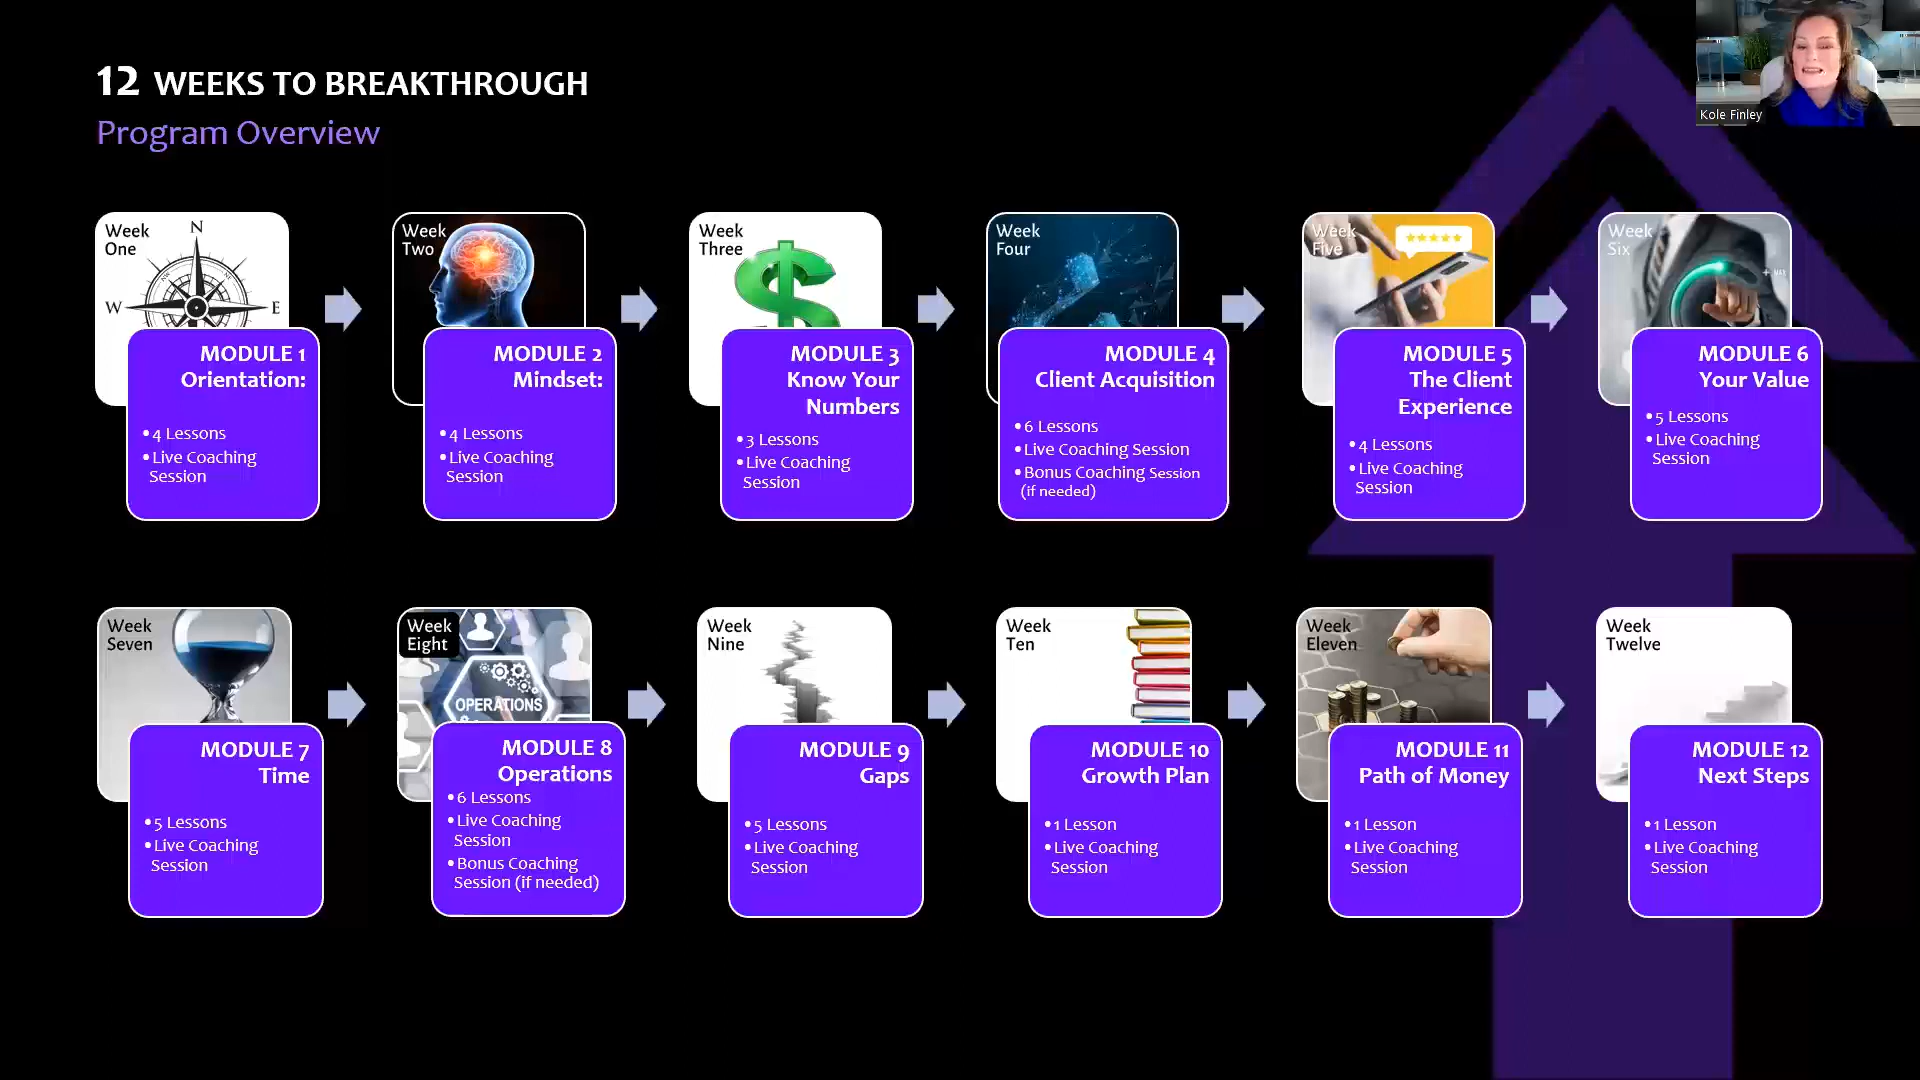 12 WEEKS TO BREAKTHROUGH
Program Overview
Kole Finley
Week
One
N
W
E
MODULE 1
Orientation:
•4 Lessons
•Live Coaching
Session
Week
Two
MODULE 2
Mindset:
•4 Lessons
•Live Coaching
Session
Week
Three
MODULE 3
Know Your
Numbers
•3 Lessons
•Live Coaching
Session
Week
Four
MODULE 4
Client Acquisition
•6 Lessons
•Live Coaching Session
•Bonus Coaching Session
(if needed)
Week
Five
MODULE 5
The Client
Experience
•4 Lessons
•Live Coaching
Session
Week
Six
MAX
MODULE 6
Your Value
•5 Lessons
•Live Coaching
Session
Week
Seven
MODULE 7
Time
•5 Lessons
•Live Coaching
Session
Week
Eight
OPERATIONS
MODULE 8
Operations
•6 Lessons
•Live Coaching
Session
•Bonus Coaching
Session (if needed)
Week
Nine
MODULE 9
Gaps
•5 Lessons
•Live Coaching
Session
Week
Ten
MODULE 10
Growth Plan
•1 Lesson
•Live Coaching
Session
Week
Eleven
MODULE 11
Path of Money
•1 Lesson
•Live Coaching
Session
Week
Twelve
MODULE 12
Next Steps
•1 Lesson
•Live Coaching
Session